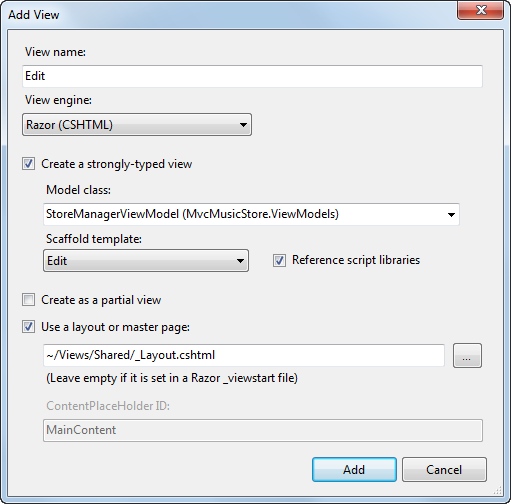 Add View
View name:
Edit
View engine:
Razor (CSHTML)
Create a strongly-typed view
Model class:
StoreManagerViewModel (MvcMusicStore.ViewModels)
Scaffold template:
Edit
Reference script libraries
Create as a partial view
Use a layout or master page:
~/Views/Shared/_Layout.cshtml
...
(Leave empty if it is set in a Razor _viewstart file)
ContentPlaceHolder ID:
MainContent
Add
Cancel